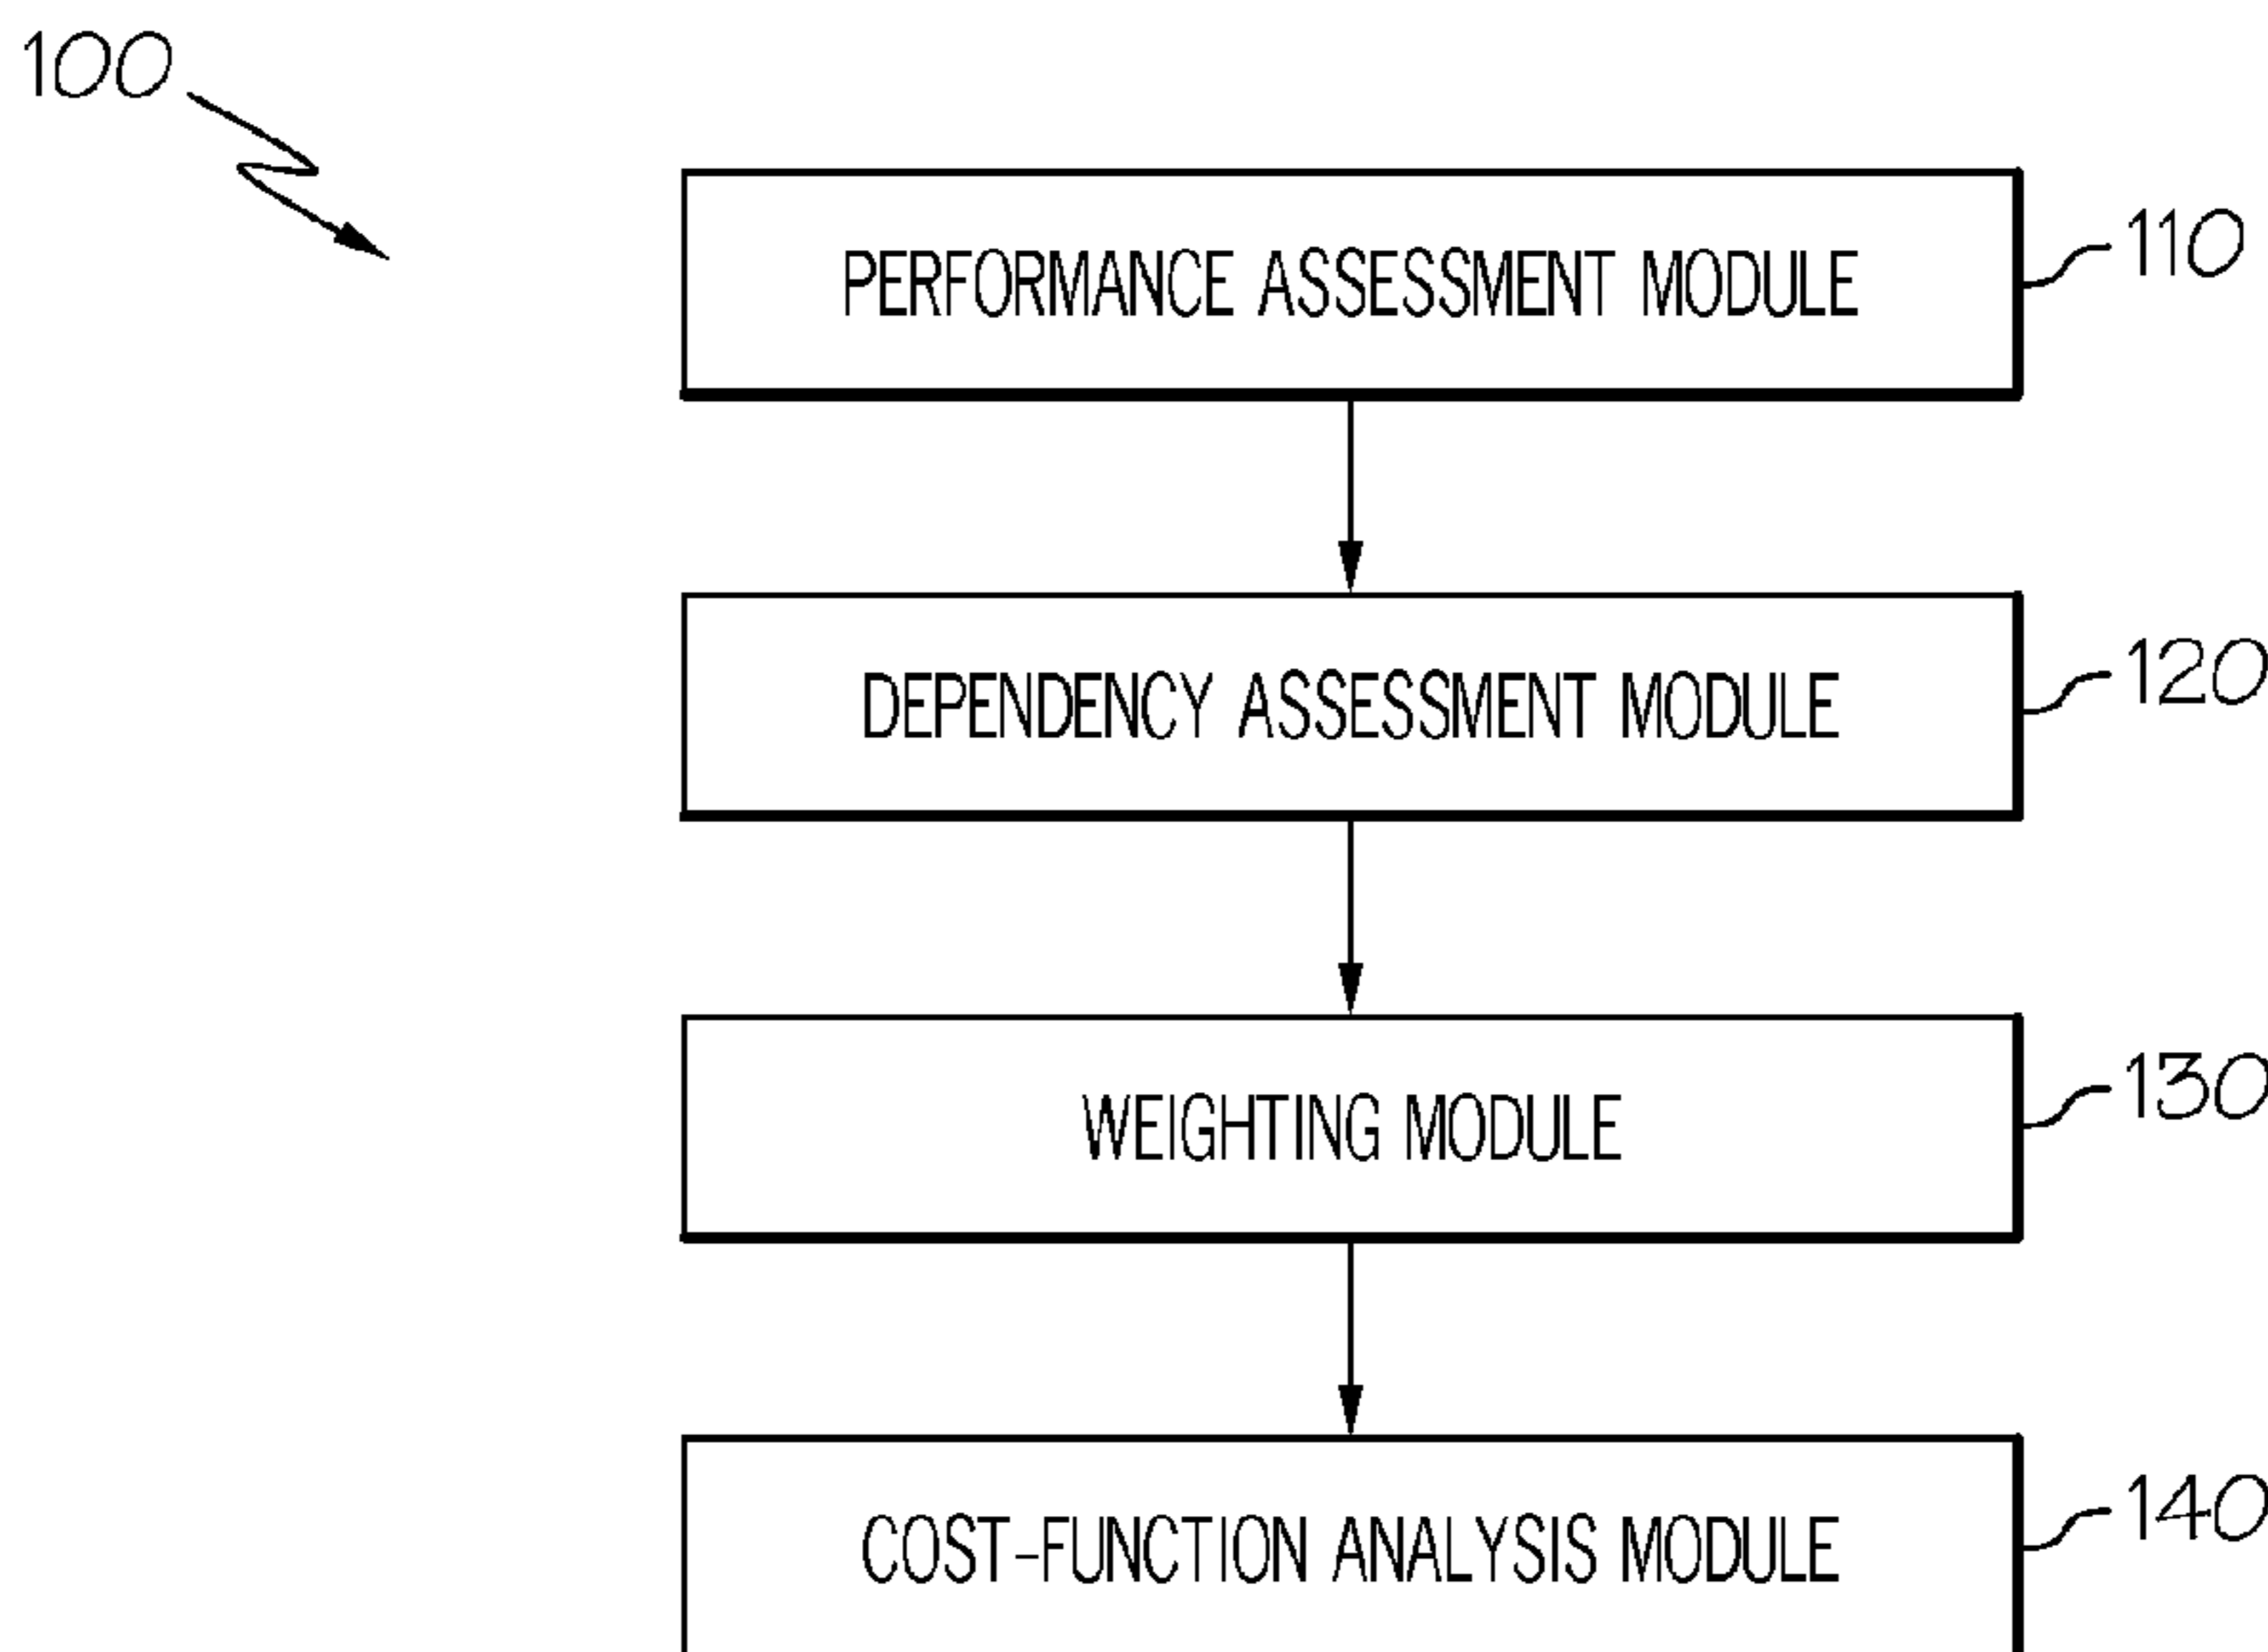 100
PERFORMANCE ASSESSMENT MODULE
110
DEPENDENCY ASSESSMENT MODULE
120
WEIGHTING MODULE
130
COST-FUNCTION ANALYSIS MODULE
140